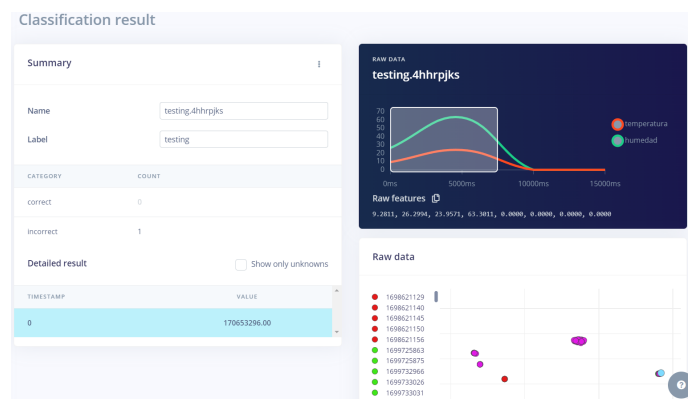 Classification result
Summary
Name
testing.4hhrpjks
Label
testing
CATEGORY COUNT
correct 0
incorrect 1
Detailed result
Show only unknowns
TIMESTAMP VALUE
0 170653296.00
RAW DATA
testing.4hhrpjks
70
60
50
40
30
20
10
0
0ms 5000ms 10000ms 15000ms
temperatura
humedad
Raw features
9.2811, 26.2994, 23.9571, 63.3011, 0.0000, 0.0000, 0.0000, 0.0000
Raw data
1698621129
1698621140
1698621145
1698621150
1698621156
1699725863
1699725875
1699732966
1699733026
1699733031
?